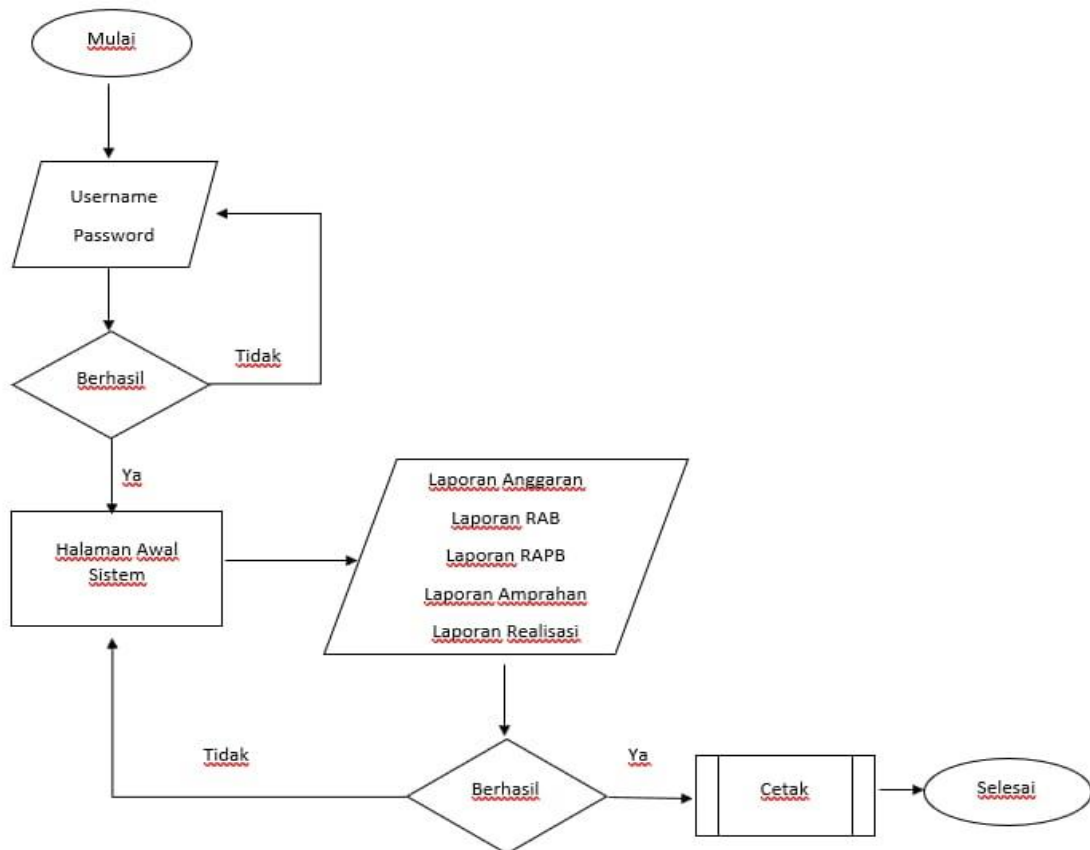 Mulai
Username
Password
Tidak
Berhasil
Ya
Halaman Awal
Sistem
Laporan Anggaran
Laporan RAB
Laporan RAPB
Laporan Amprahan
Laporan Realisasi
Tidak
Berhasil
Ya
Cetak
Selesai